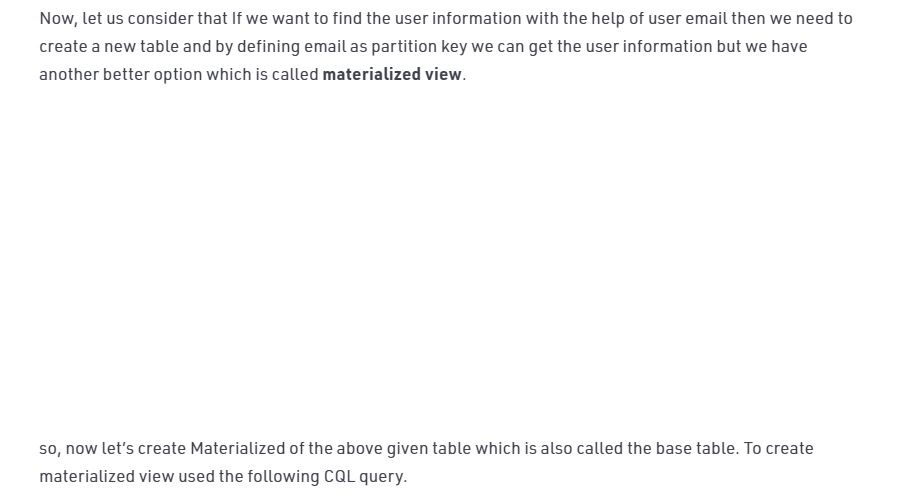 Now, let us consider that If we want to find the user information with the help of user email then we need to
create a new table and by defining email as partition key we can get the user information but we have
another better option which is called materialized view.
so, now let's create Materialized of the above given table which is also called the base table. To create
materialized view used the following CQL query.